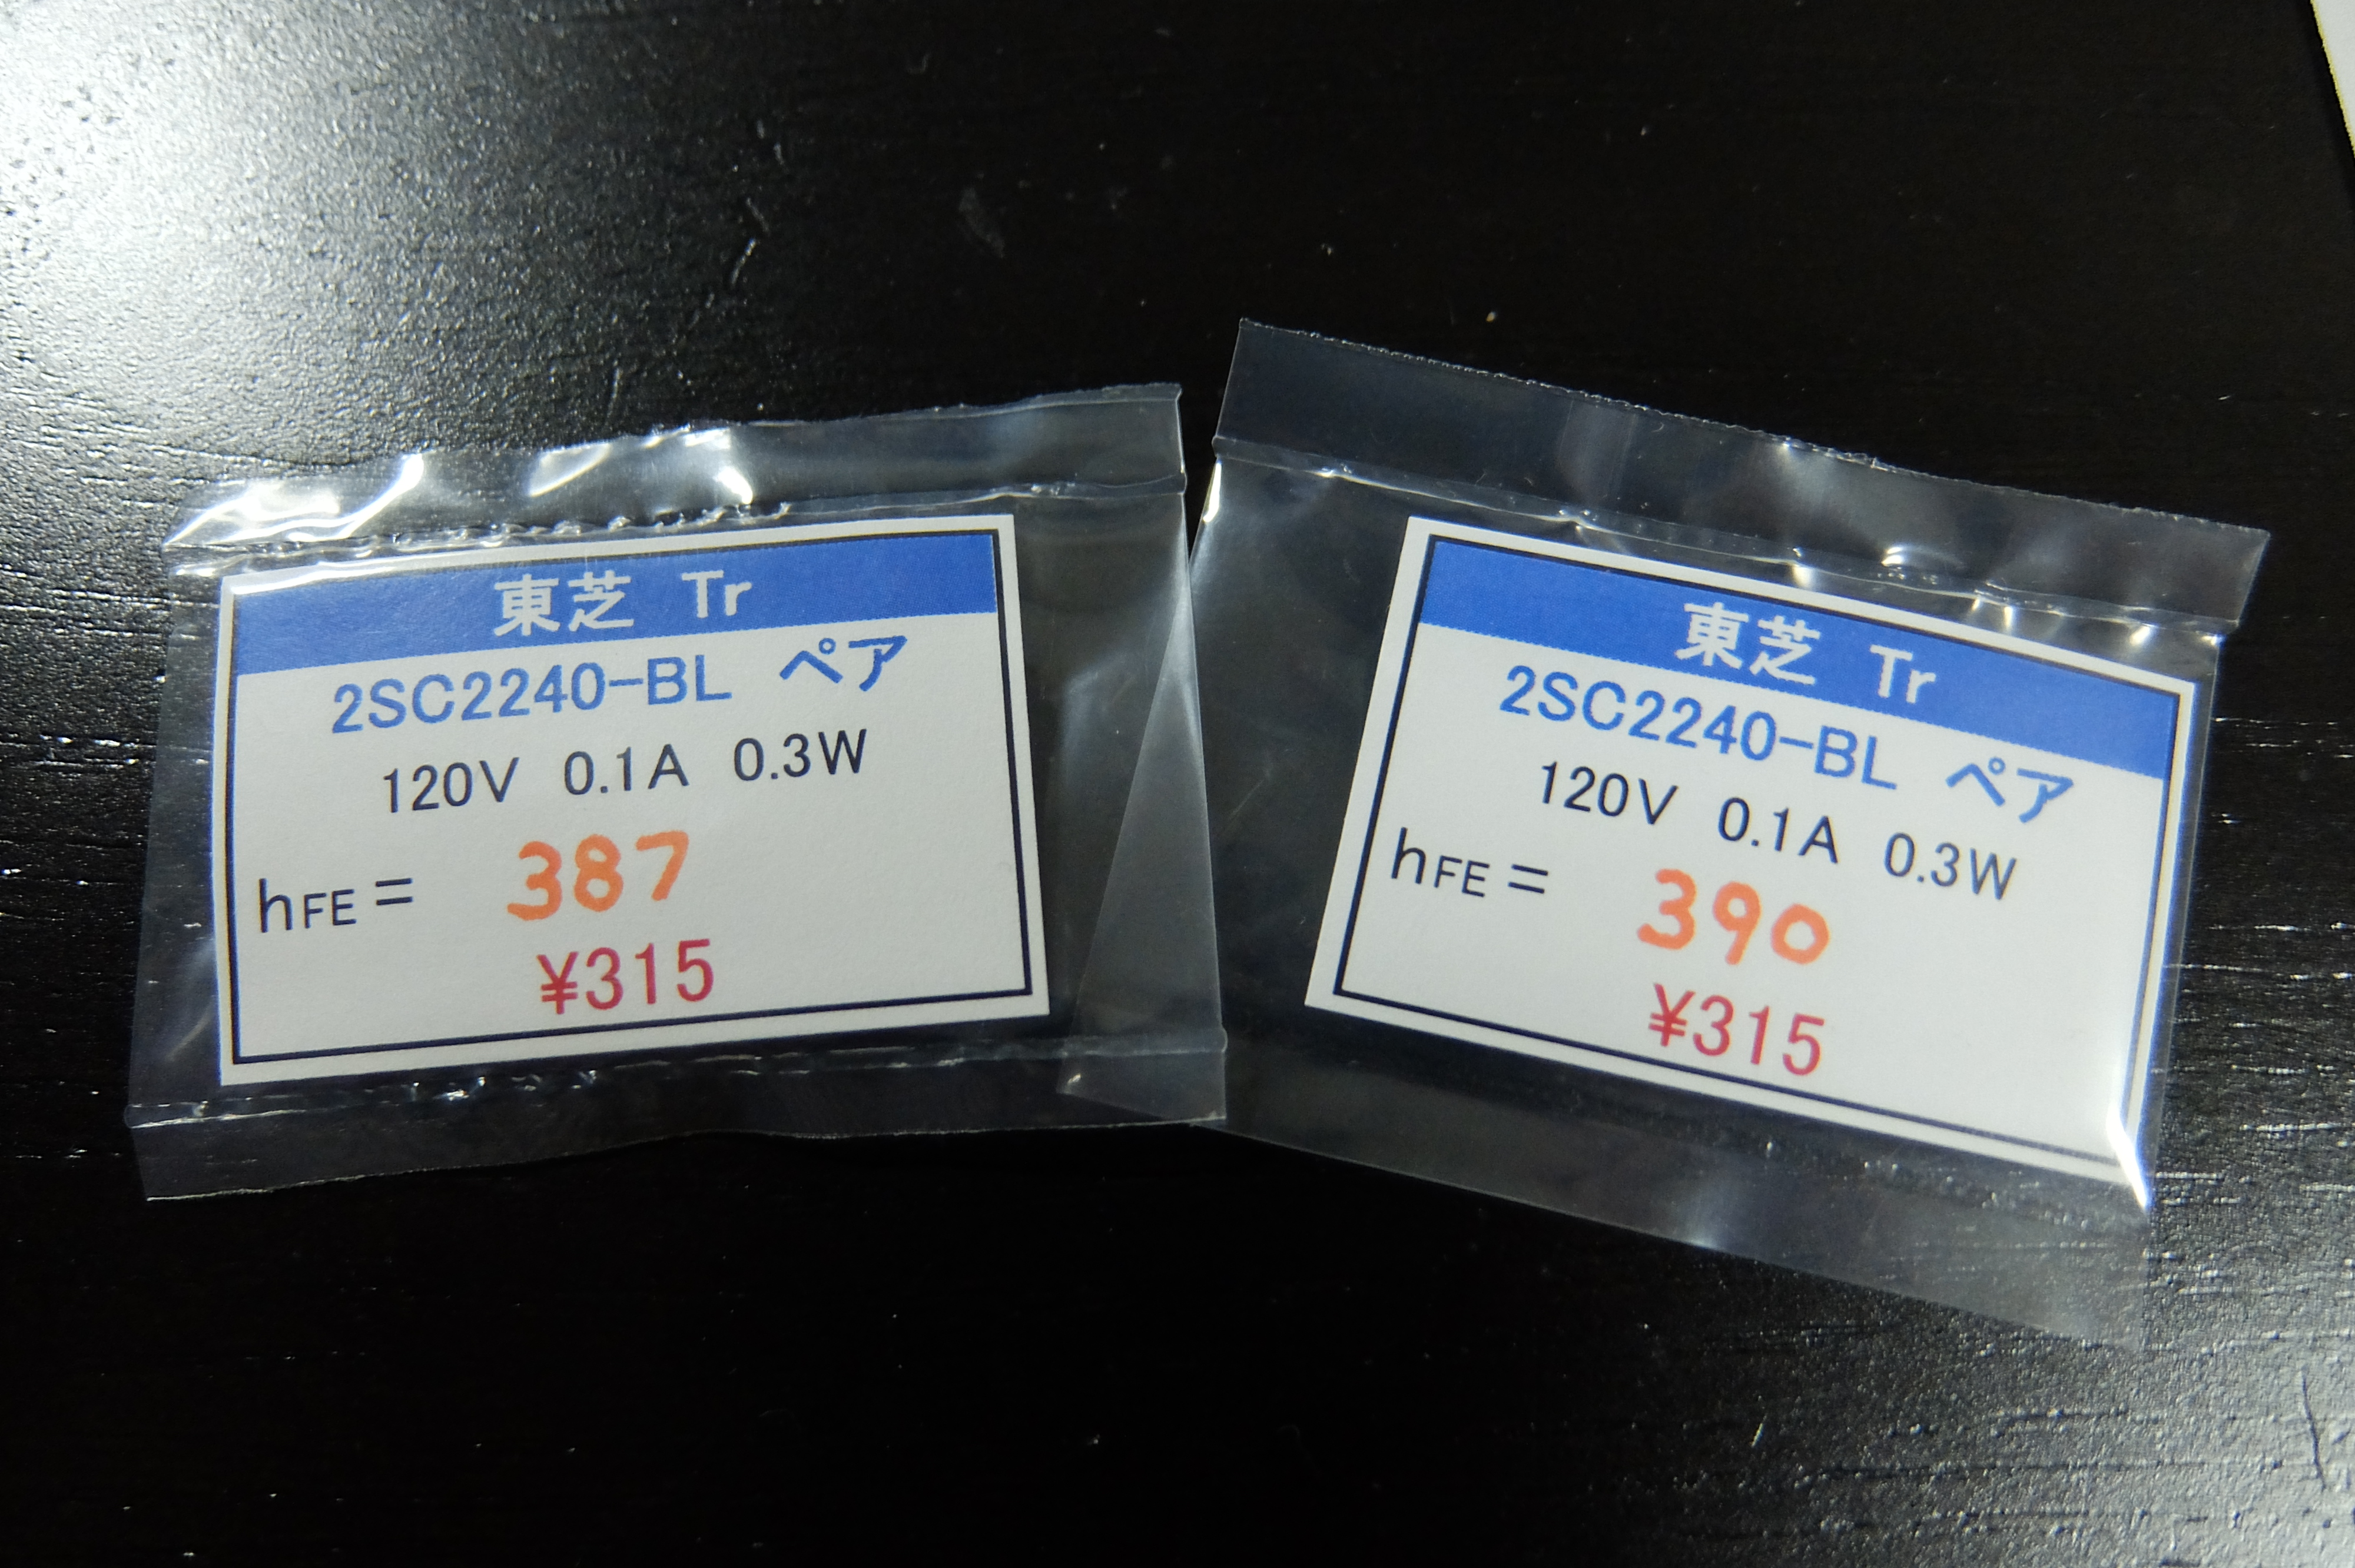 東芝 Tr
2SC2240-BL ペア
120V 0.1A 0.3W
hFE = 387
¥315
東芝 Tr
2SC2240-BL ペア
120V 0.1A 0.3W
hFE = 390
¥315